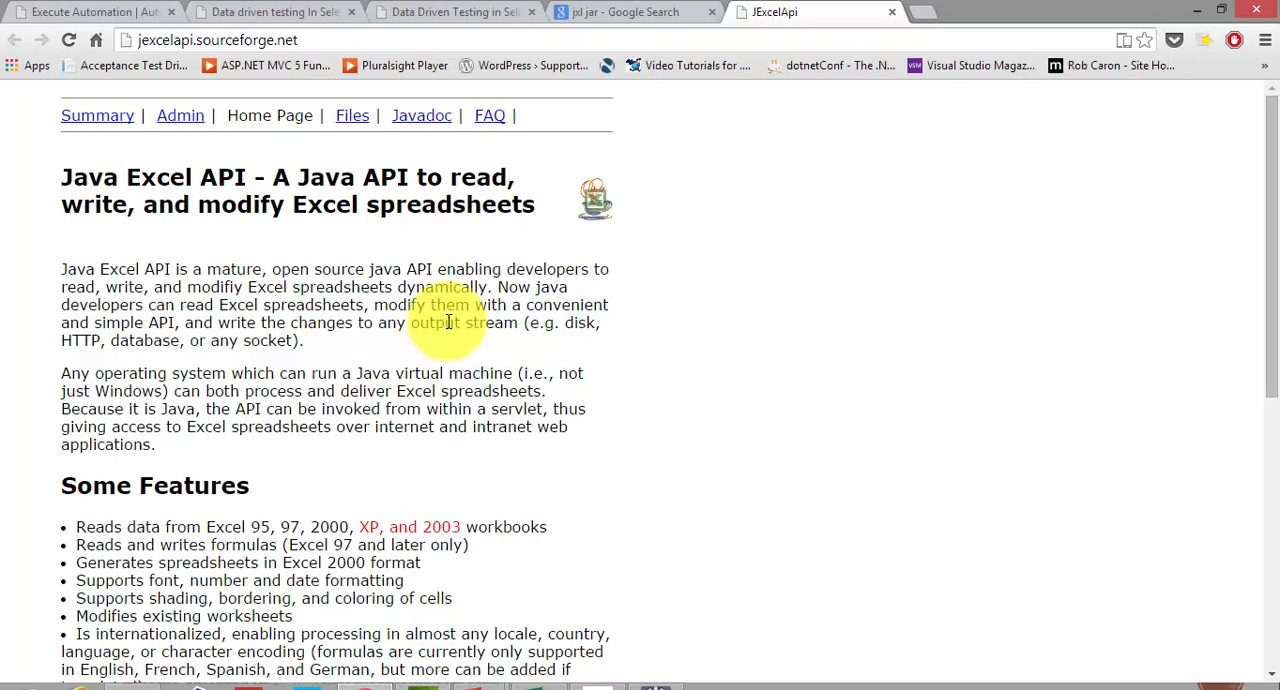 Execute Automation | Aut
Data driven testing In Sele
Data Driven Testing in Sel
jxl jar - Google Search
JExcelApi
jexcelapi.sourceforge.net
Apps
Acceptance Test Dri...
ASP.NET MVC 5 Fun...
Pluralsight Player
WordPress › Support...
Video Tutorials for ....
dotnetConf - The .N...
VSM
Visual Studio Magaz...
m
Rob Caron - Site Ho...
»
Summary | Admin | Home Page | Files | Javadoc | FAQ |
Java Excel API - A Java API to read,
write, and modify Excel spreadsheets
Java Excel API is a mature, open source java API enabling developers to
read, write, and modifiy Excel spreadsheets dynamically. Now java
developers can read Excel spreadsheets, modify them with a convenient
and simple API, and write the changes to any output stream (e.g. disk,
HTTP, database, or any socket).
Any operating system which can run a Java virtual machine (i.e., not
just Windows) can both process and deliver Excel spreadsheets.
Because it is Java, the API can be invoked from within a servlet, thus
giving access to Excel spreadsheets over internet and intranet web
applications.
Some Features
• Reads data from Excel 95, 97, 2000, XP, and 2003 workbooks
• Reads and writes formulas (Excel 97 and later only)
• Generates spreadsheets in Excel 2000 format
• Supports font, number and date formatting
• Supports shading, bordering, and coloring of cells
• Modifies existing worksheets
• Is internationalized, enabling processing in almost any locale, country,
language, or character encoding (formulas are currently only supported
in English, French, Spanish, and German, but more can be added if